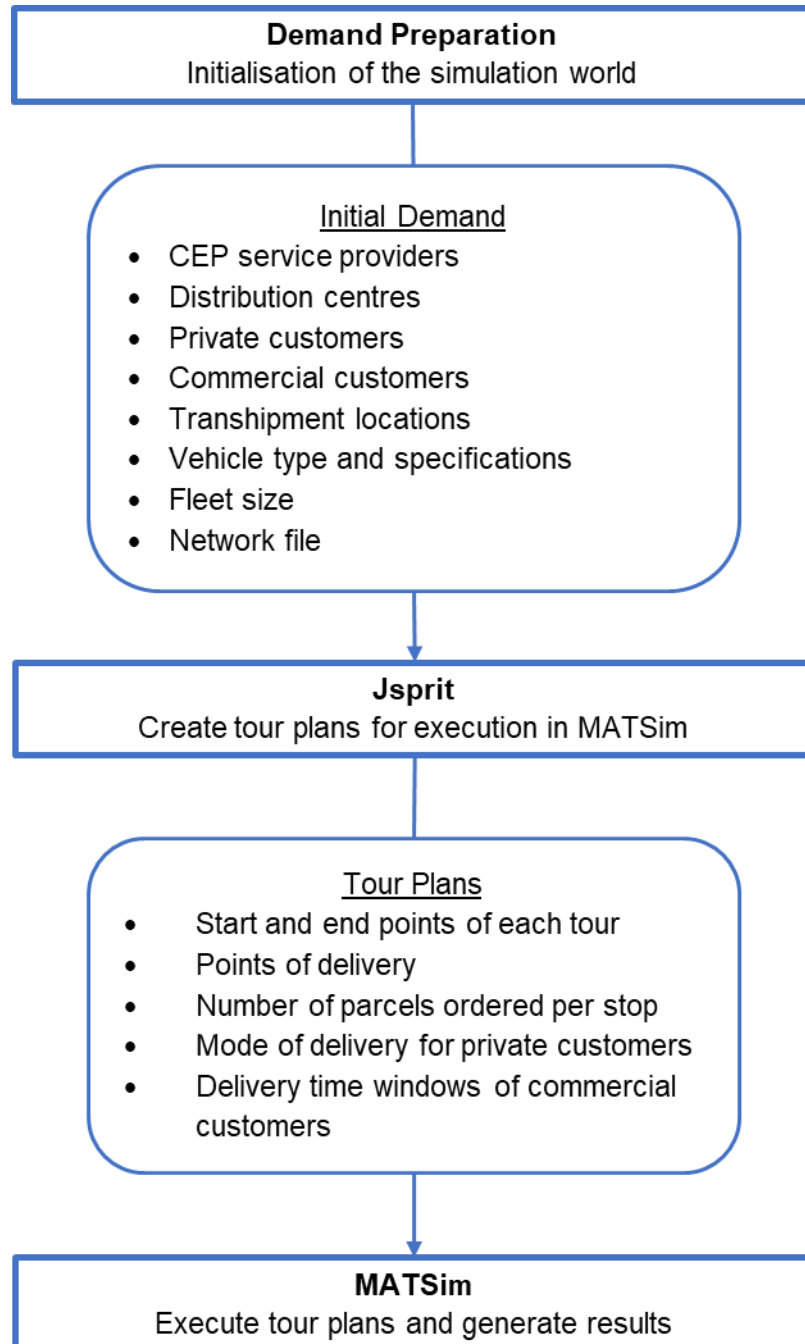 Demand Preparation
Initialisation of the simulation world
Initial Demand
• CEP service providers
• Distribution centres
• Private customers
• Commercial customers
• Transhipment locations
• Vehicle type and specifications
• Fleet size
• Network file
Jsprit
Create tour plans for execution in MATSim
Tour Plans
• Start and end points of each tour
• Points of delivery
• Number of parcels ordered per stop
• Mode of delivery for private customers
• Delivery time windows of commercial
customers
MATSim
Execute tour plans and generate results